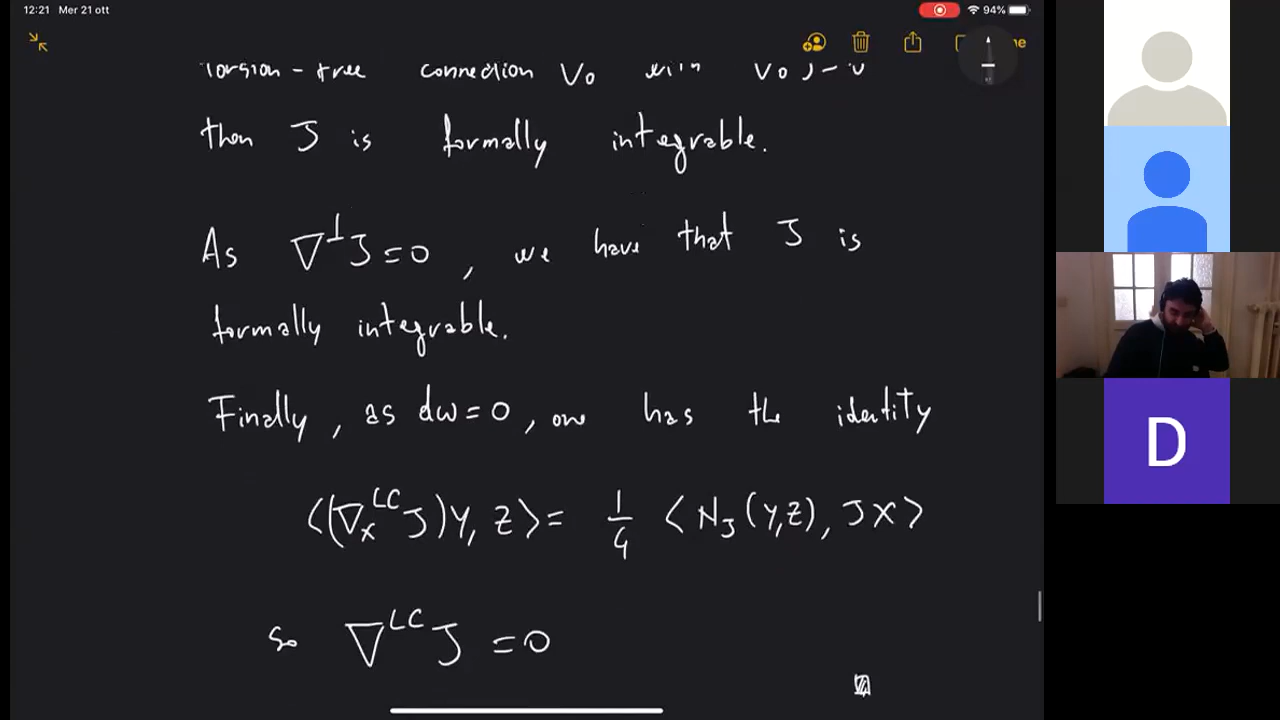 12:21 Mer 21 ott
94%
torsion-free connection ∇₀ with
then J is formally integrable.
As ∇^⊥ J = 0, we have that J is
formally integrable.
Finally, as dω = 0, one has the identity
⟨(∇_X^{LC} J)Y, Z⟩ = 1/4 ⟨N_J(Y,Z), JX⟩
so ∇^{LC} J = 0
D